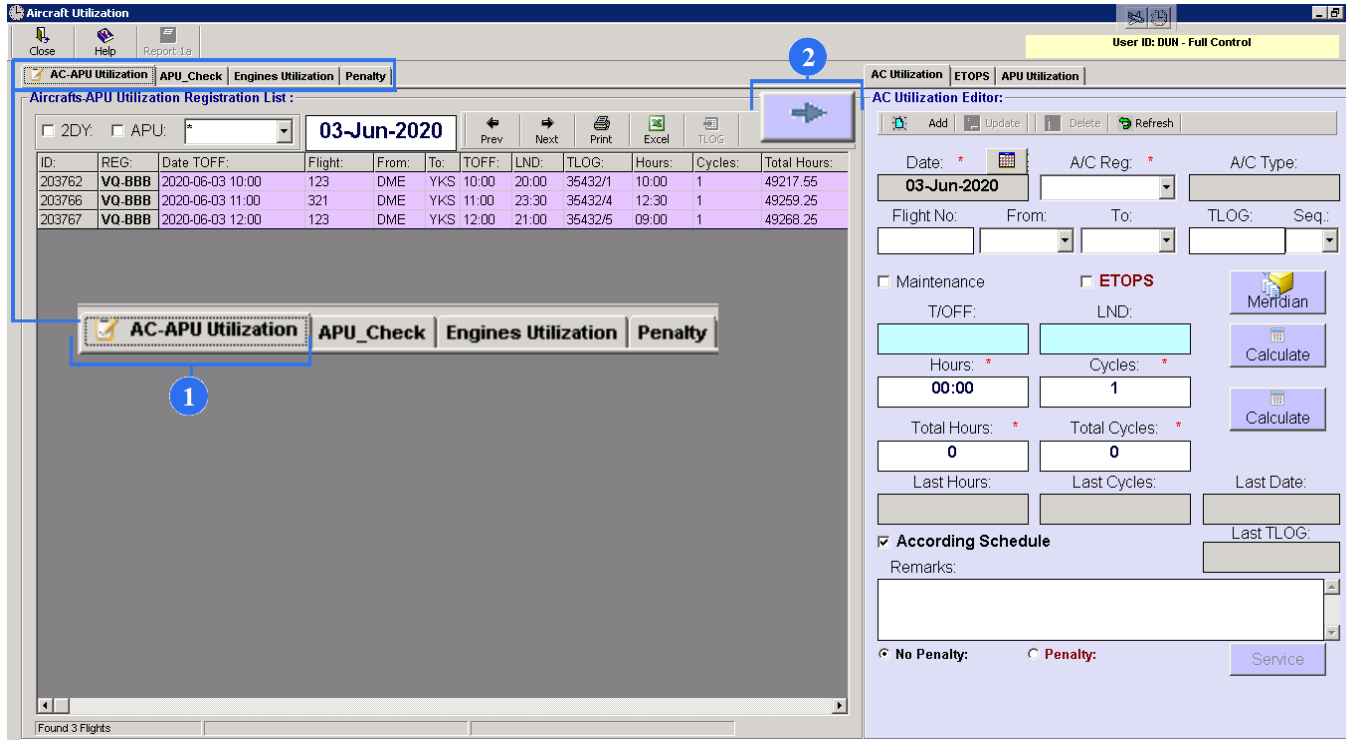 Aircraft Utilization
Close Help Report 1a
User ID: DUN - Full Control
2
AC-APU Utilization APU_Check Engines Utilization Penalty
AC Utilization ETOPS APU Utilization
Aircrafts-APU Utilization Registration List :
AC Utilization Editor:
2DY: APU: * 03-Jun-2020 Prev Next Print Excel TLOG
Add Update Delete Refresh
ID: REG: Date TOFF: Flight: From: To: TOFF: LND: TLOG: Hours: Cycles: Total Hours:
203762 VQ-BBB 2020-06-03 10:00 123 DME YKS 10:00 20:00 35432/1 10:00 1 49217.55
203766 VQ-BBB 2020-06-03 11:00 321 DME YKS 11:00 23:30 35432/4 12:30 1 49259.25
203767 VQ-BBB 2020-06-03 12:00 123 DME YKS 12:00 21:00 35432/5 09:00 1 49268.25
AC-APU Utilization APU_Check Engines Utilization Penalty
1
Found 3 Flights
Date: * A/C Reg: * A/C Type:
03-Jun-2020
Flight No: From: To: TLOG: Seq.:
Maintenance ETOPS Meridian
T/OFF: LND:
Calculate
Hours: * Cycles: *
00:00 1
Calculate
Total Hours: * Total Cycles: *
0 0
Last Hours: Last Cycles: Last Date:
According Schedule Last TLOG:
Remarks:
No Penalty: Penalty: Service